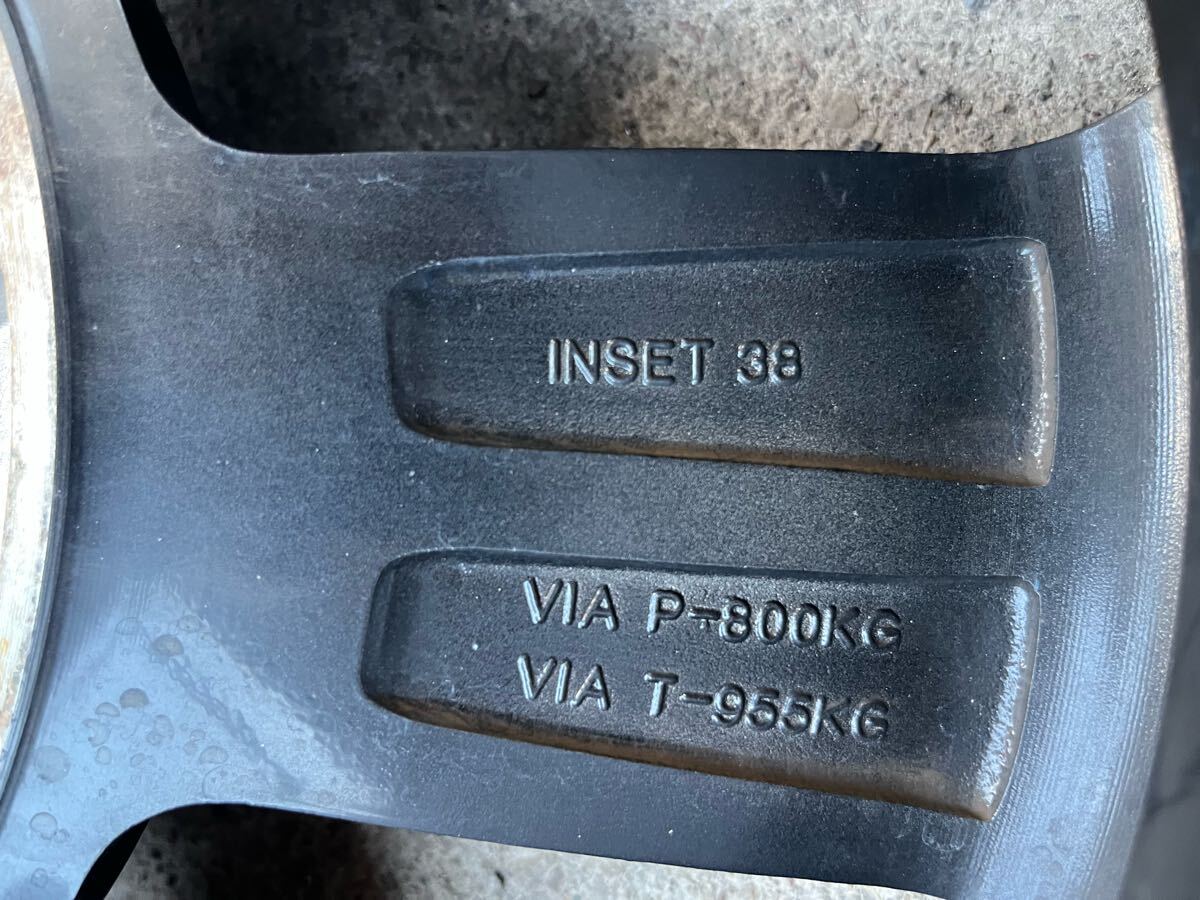 INSET 38
VIA P-800KG
VIA T-955KG